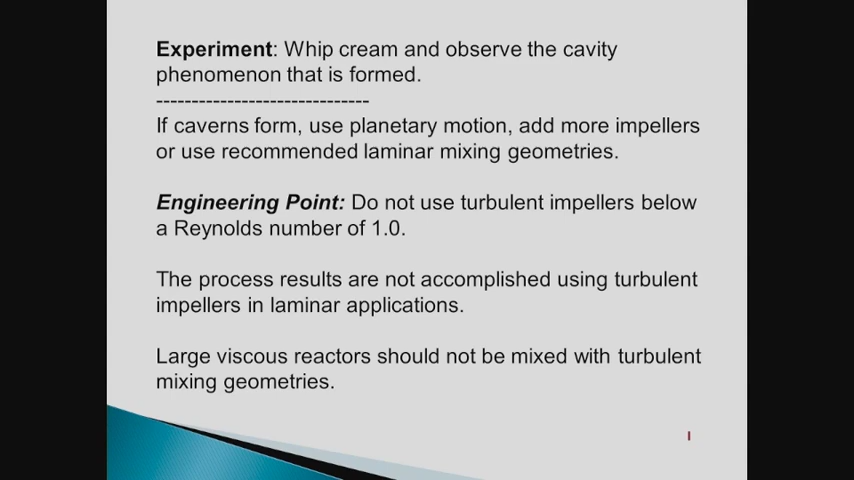 Experiment: Whip cream and observe the cavity
phenomenon that is formed.
------------------------------
If caverns form, use planetary motion, add more impellers
or use recommended laminar mixing geometries.
Engineering Point: Do not use turbulent impellers below
a Reynolds number of 1.0.
The process results are not accomplished using turbulent
impellers in laminar applications.
Large viscous reactors should not be mixed with turbulent
mixing geometries.